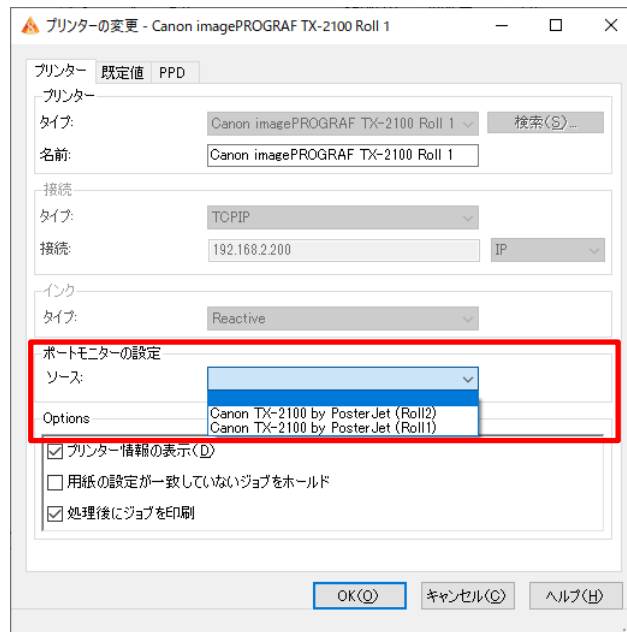 プリンターの変更 - Canon imagePROGRAF TX-2100 Roll 1
プリンター 既定値 PPD
プリンター
タイプ: Canon imagePROGRAF TX-2100 Roll 1 検索(S)...
名前: Canon imagePROGRAF TX-2100 Roll 1
接続
タイプ: TCPIP
接続: 192.168.2.200 IP
インク
タイプ: Reactive
ポートモニターの設定
ソース:
Canon TX-2100 by PosterJet (Roll2)
Options
Canon TX-2100 by PosterJet (Roll1)
プリンター情報の表示(D)
用紙の設定が一致していないジョブをホールド
処理後にジョブを印刷
OK(O) キャンセル(C) ヘルプ(H)